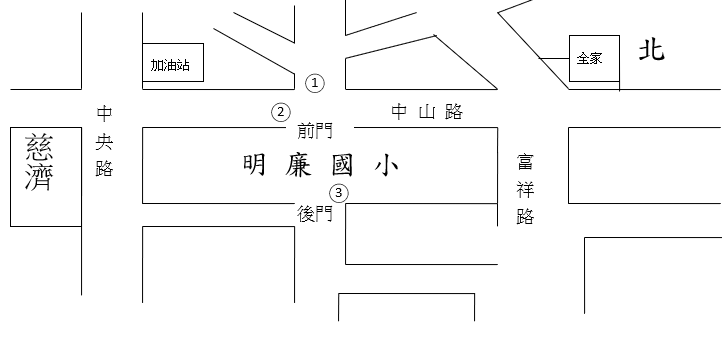 北
加油站
全家
①
②
中山路
中央路
前門
慈濟
明廉國小
富祥路
③
後門